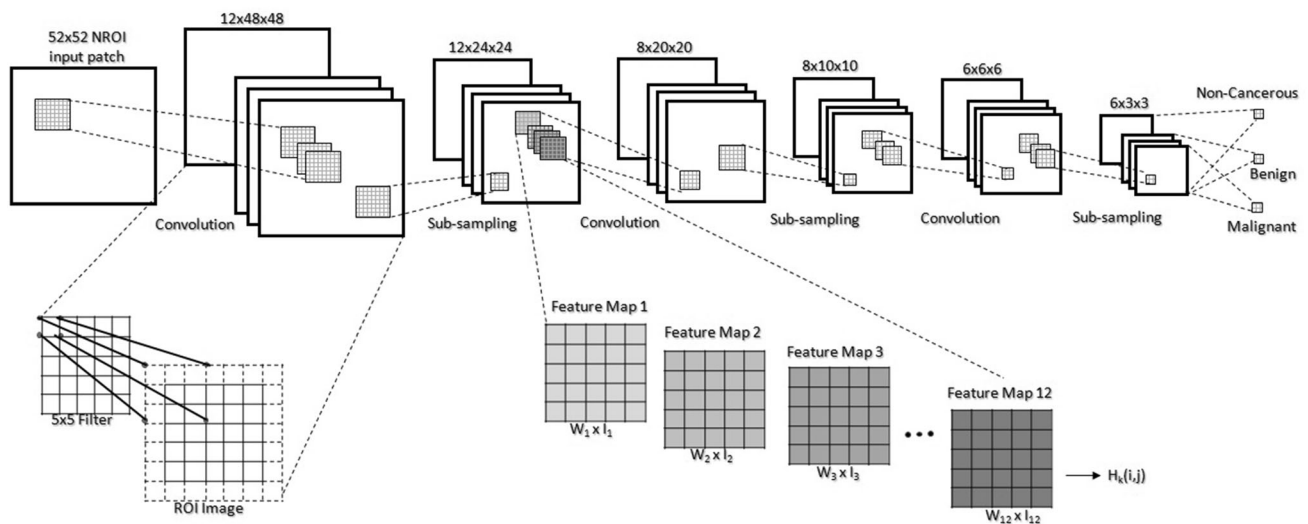 52x52 NROI
input patch
12x48x48
12x24x24
8x20x20
8x10x10
6x6x6
6x3x3
Non-Cancerous
Benign
Malignant
Convolution
Sub-sampling
Convolution
Sub-sampling
Convolution
Sub-sampling
5x5 Filter
ROI Image
Feature Map 1
W₁ x I₁
Feature Map 2
W₂ x I₂
Feature Map 3
W₃ x I₃
•••
Feature Map 12
W₁₂ x I₁₂
Hₖ(i,j)